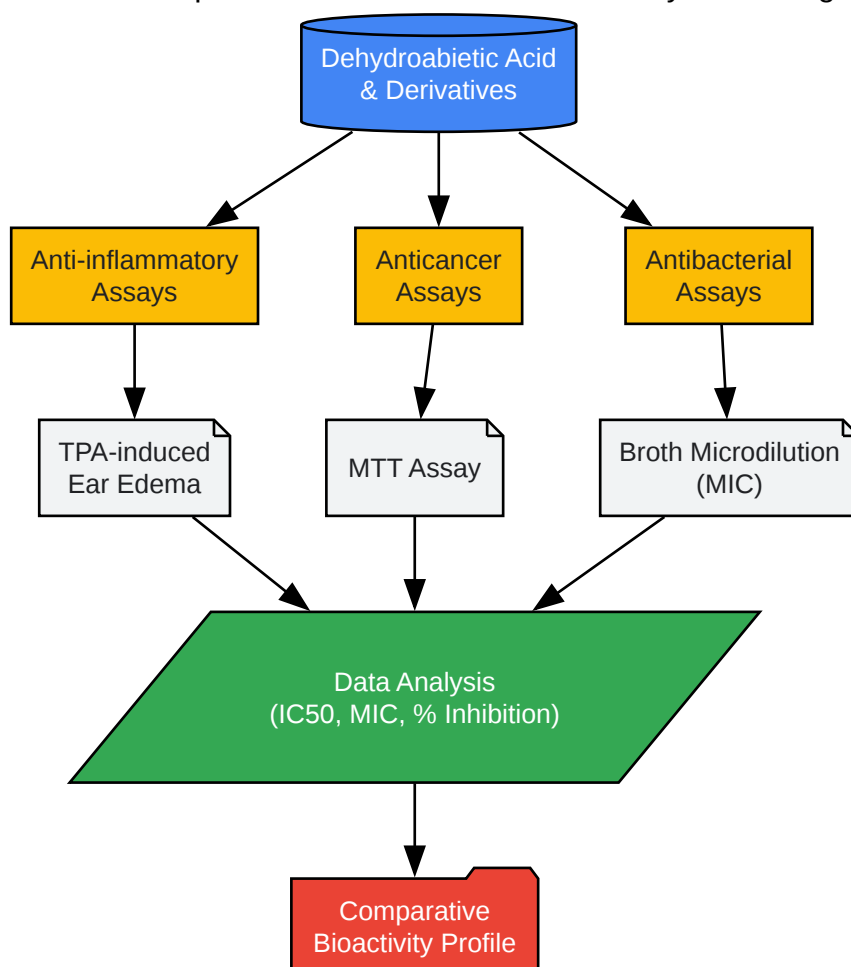 Dehydroabietic Acid
& Derivatives
Anti-inflammatory
Assays
Anticancer
Assays
Antibacterial
Assays
TPA-induced
Ear Edema
MTT Assay
Broth Microdilution
(MIC)
Data Analysis
(IC50, MIC, % Inhibition)
Comparative
Bioactivity Profile